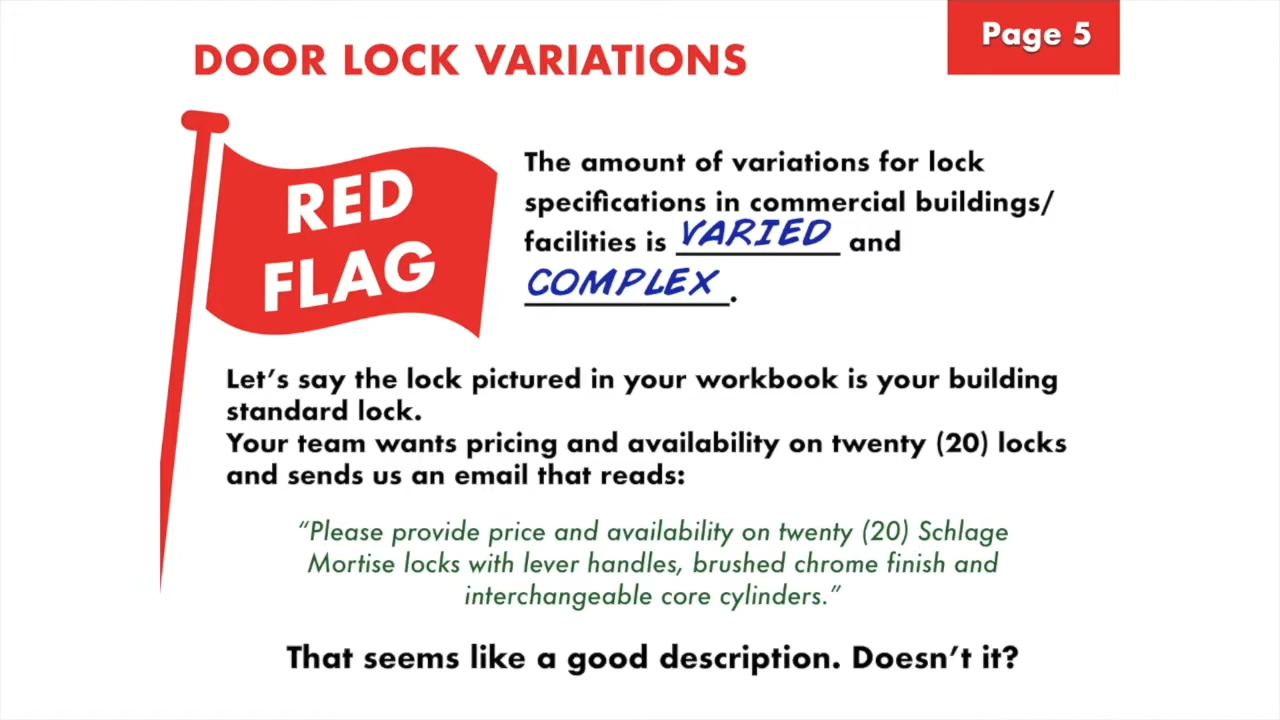 Page 5
DOOR LOCK VARIATIONS
RED
FLAG
The amount of variations for lock
specifications in commercial buildings/
facilities is VARIED and
COMPLEX.
Let's say the lock pictured in your workbook is your building
standard lock.
Your team wants pricing and availability on twenty (20) locks
and sends us an email that reads:
“Please provide price and availability on twenty (20) Schlage
Mortise locks with lever handles, brushed chrome finish and
interchangeable core cylinders.”
That seems like a good description. Doesn't it?